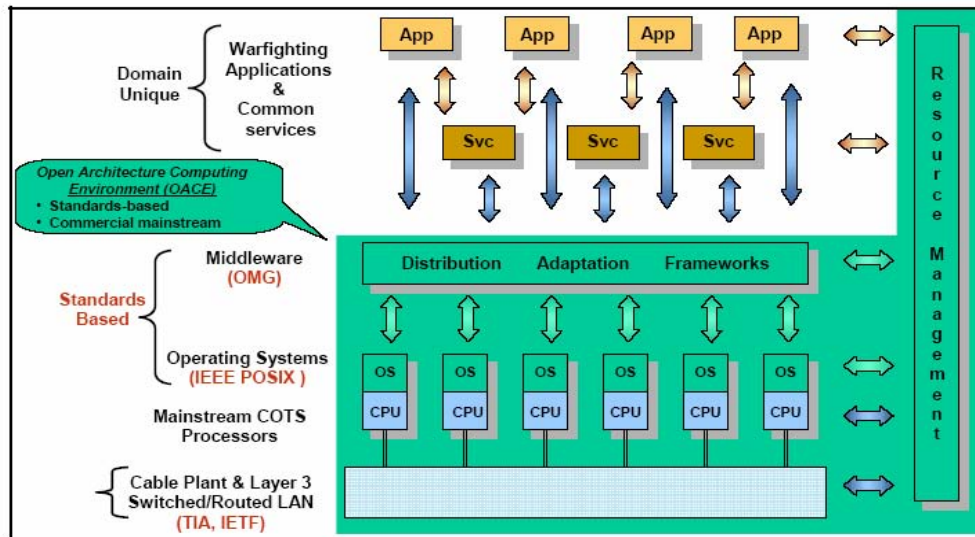 App App App App
Domain
Unique
Warfighting
Applications
&
Common
services
Svc Svc Svc
Open Architecture Computing
Environment (OACE)
• Standards-based
• Commercial mainstream
Middleware
(OMG)
Distribution Adaptation Frameworks
Standards
Based
Operating Systems
(IEEE POSIX )
OS OS OS OS OS OS
CPU CPU CPU CPU CPU CPU
Mainstream COTS
Processors
Cable Plant & Layer 3
Switched/Routed LAN
(TIA, IETF)
Resource Management